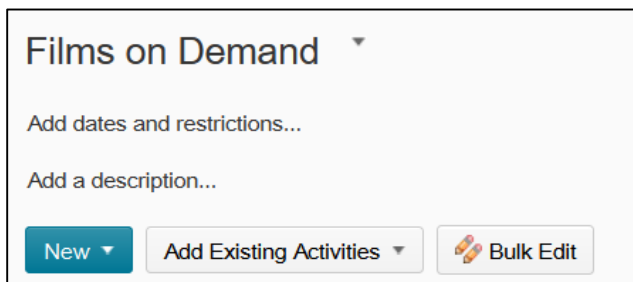 Films on Demand
Add dates and restrictions...
Add a description...
New Add Existing Activities Bulk Edit